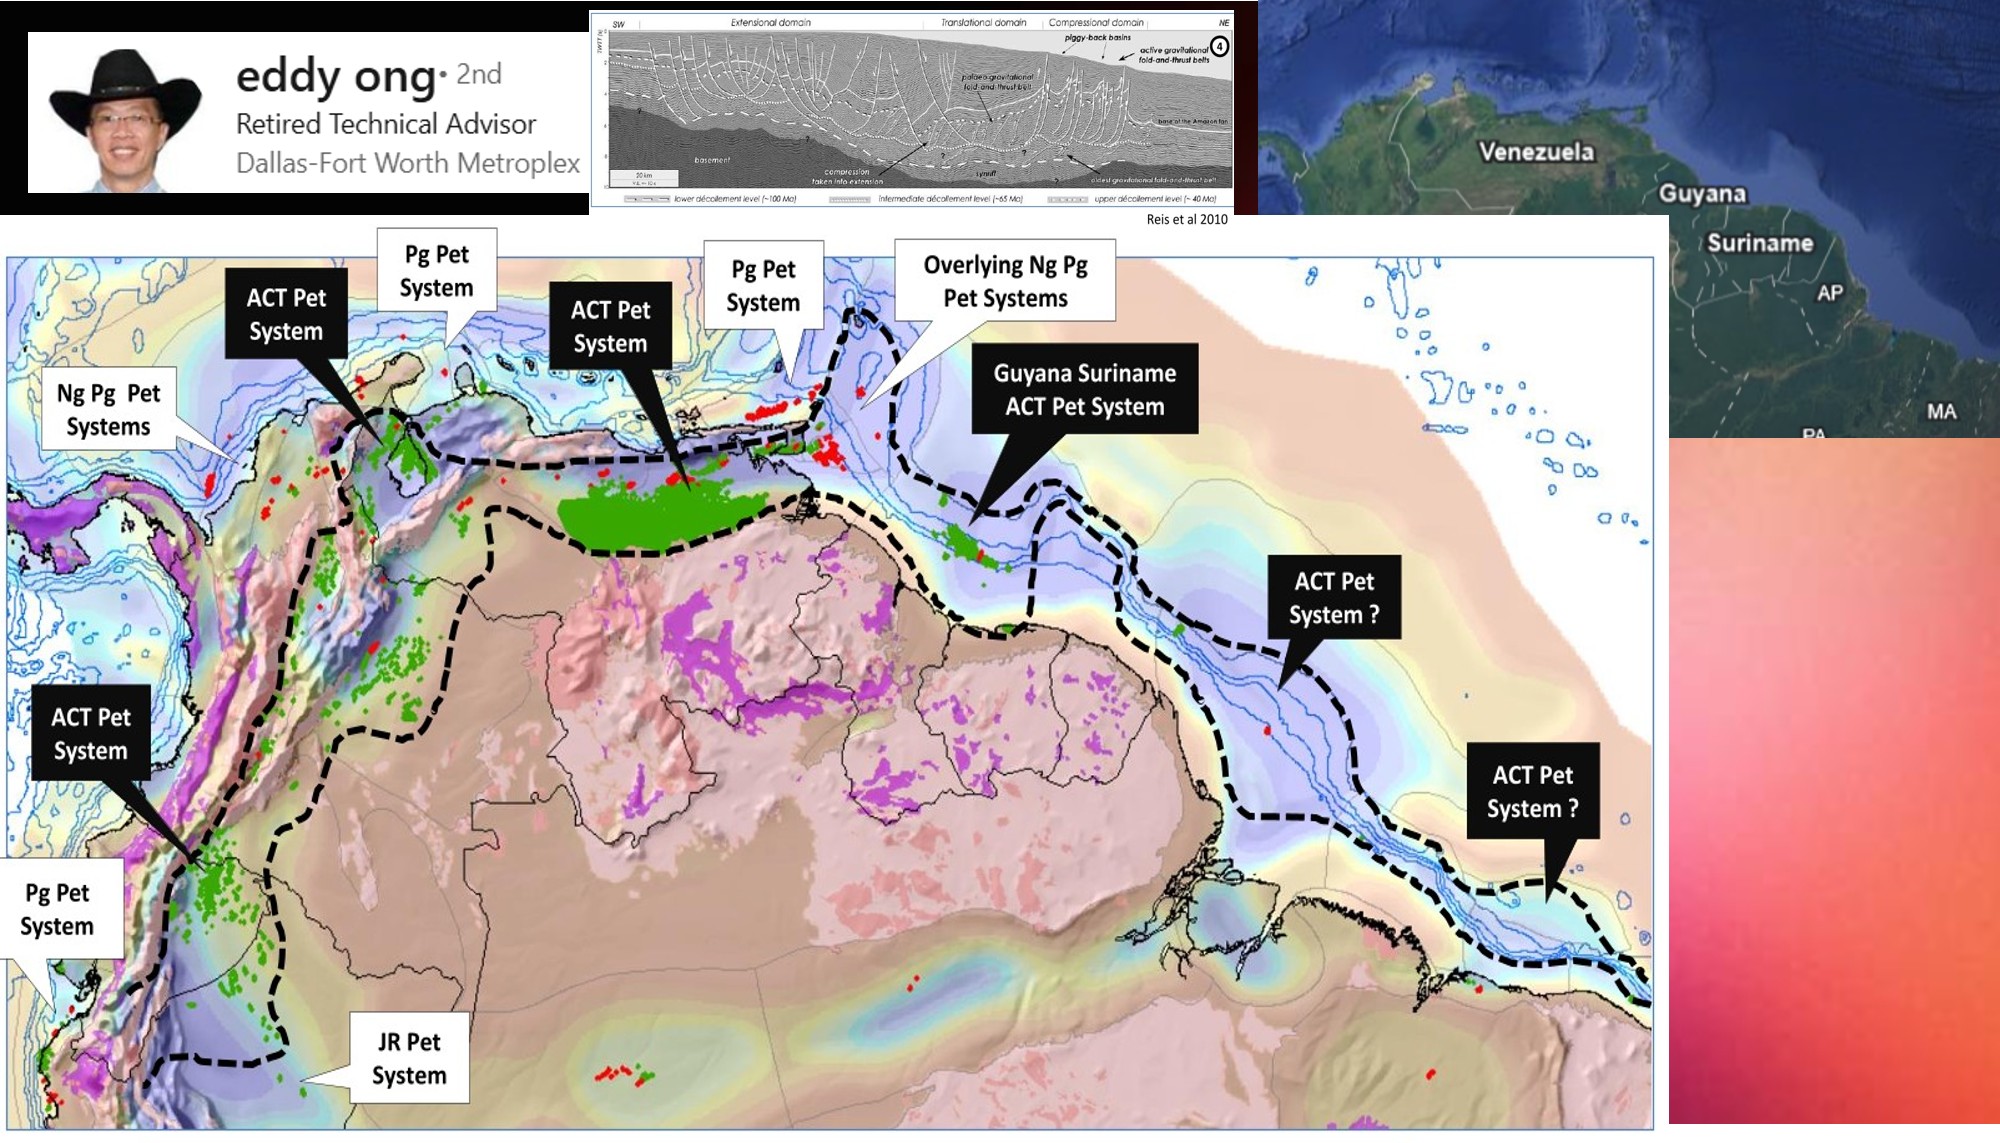 eddy ong · 2nd
Retired Technical Advisor
Dallas-Fort Worth Metroplex
SW
Extensional domain
Translational domain
Compressional domain
NE
piggy-back basins
4
active gravitational
fold-and-thrust belts
palaeo-gravitational
fold-and-thrust belt
base of the Amazon fan
basement
compression
taken into extension
synrift
oldest gravitational fold-and-thrust belt
20 km
lower décollement level (~100 Ma)
intermediate décollement level (~65 Ma)
upper décollement level (~ 40 Ma)
Reis et al 2010
Venezuela
Guyana
Suriname
AP
MA
PA
Pg Pet
System
ACT Pet
System
ACT Pet
System
Pg Pet
System
Overlying Ng Pg
Pet Systems
Guyana Suriname
ACT Pet System
Ng Pg Pet
Systems
ACT Pet
System ?
ACT Pet
System
ACT Pet
System ?
Pg Pet
System
JR Pet
System